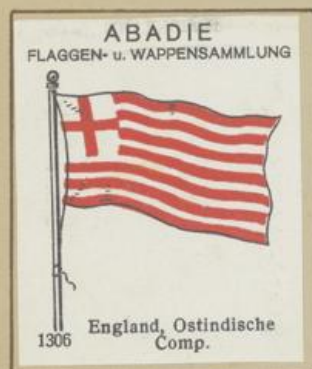 ABADIE
FLAGGEN- u. WAPPENSAMMLUNG
1306
England, Ostindische
Comp.